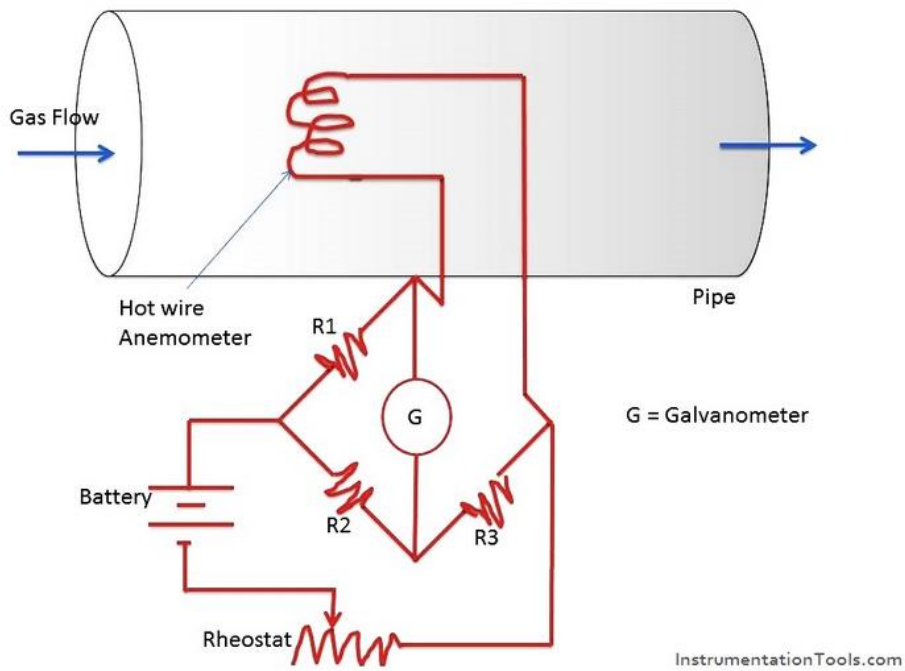 Gas Flow
Hot wire
Anemometer
Pipe
R1
G
G = Galvanometer
Battery
R2
R3
Rheostat
InstrumentationTools.com